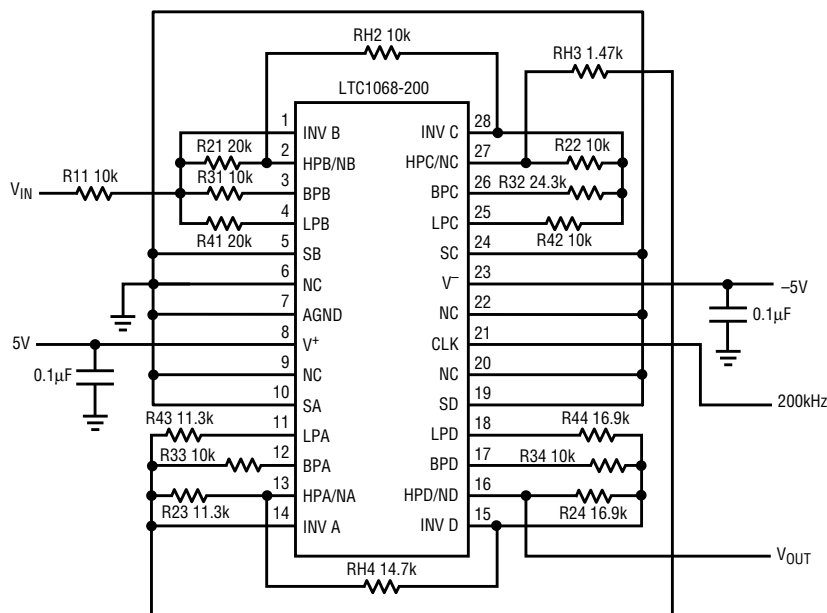 RH2 10k
RH3 1.47k
LTC1068-200
1 INV B
INV C 28
R21 20k
2 HPB/NB
HPC/NC 27
R22 10k
R11 10k
VIN
R31 10k
3 BPB
BPC 26
R32 24.3k
R41 20k
4 LPB
LPC 25
R42 10k
5 SB
SC 24
6 NC
V– 23
–5V
7 AGND
NC 22
0.1µF
5V
8 V+
CLK 21
0.1µF
9 NC
NC 20
10 SA
SD 19
200kHz
R43 11.3k
11 LPA
LPD 18
R44 16.9k
R33 10k
12 BPA
BPD 17
R34 10k
13 HPA/NA
HPD/ND 16
R23 11.3k
R24 16.9k
14 INV A
INV D 15
RH4 14.7k
VOUT